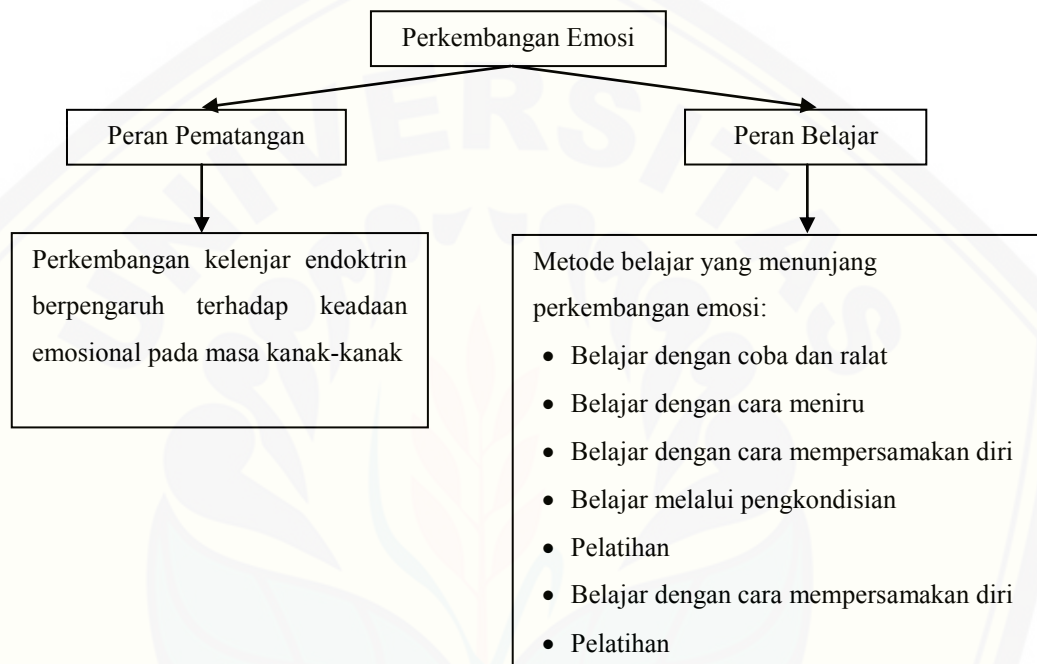 Perkembangan Emosi
Peran Pematangan
Peran Belajar
Perkembangan kelenjar endoktrin
berpengaruh terhadap keadaan
emosional pada masa kanak-kanak
Metode belajar yang menunjang
perkembangan emosi:
• Belajar dengan coba dan ralat
• Belajar dengan cara meniru
• Belajar dengan cara mempersamakan diri
• Belajar melalui pengkondisian
• Pelatihan
• Belajar dengan cara mempersamakan diri
• Pelatihan
UNIVERSITAS